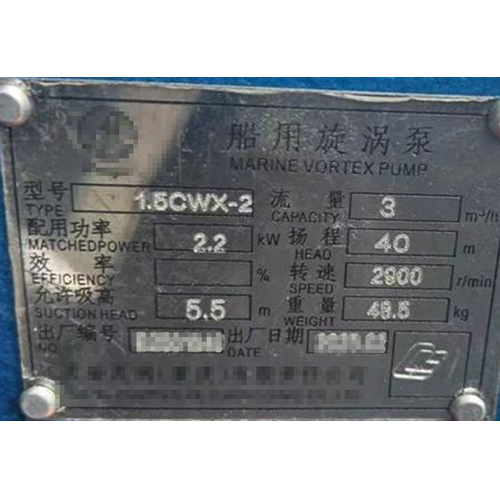 船用旋涡泵
MARINE VORTEX PUMP
型号 1.5CWX-2 流量 3 m³/h
TYPE CAPACITY
配用功率 2.2 kW 扬程 40 m
MATCHEDPOWER HEAD
效率 % 转速 2900 r/min
EFFICIENCY SPEED
允许吸高 5.5 m 重量 49.5 kg
SUCTION HEAD WEIGHT
出厂编号 出厂日期
NO. DATE